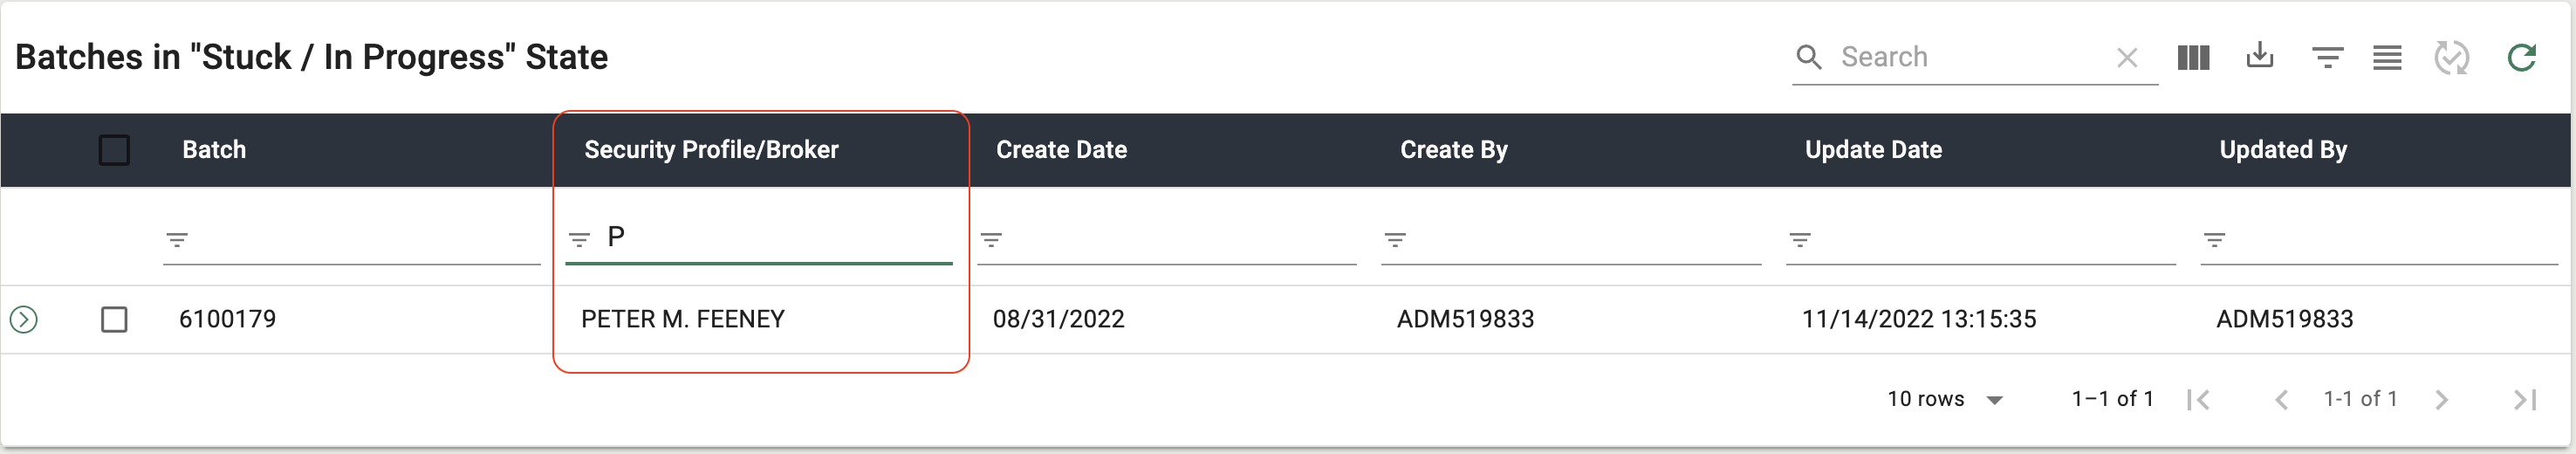 Batches in "Stuck / In Progress" State
Search
Batch Security Profile/Broker Create Date Create By Update Date Updated By
P
6100179 PETER M. FEENEY 08/31/2022 ADM519833 11/14/2022 13:15:35 ADM519833
10 rows 1–1 of 1 1-1 of 1